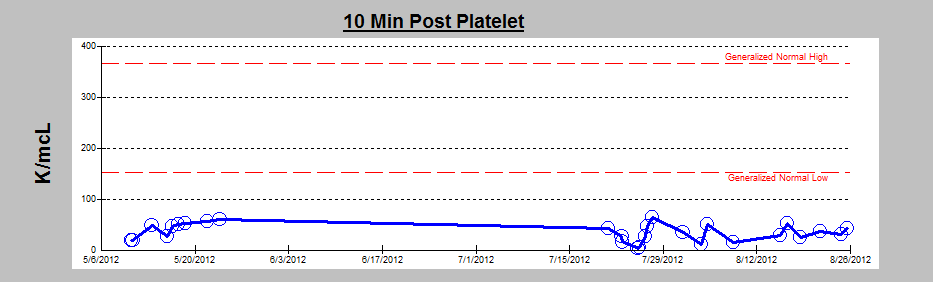 10 Min Post Platelet
400
Generalized Normal High
300
K/mcL
200
Generalized Normal Low
100
0
5/6/2012 5/20/2012 6/3/2012 6/17/2012 7/1/2012 7/15/2012 7/29/2012 8/12/2012 8/26/2012